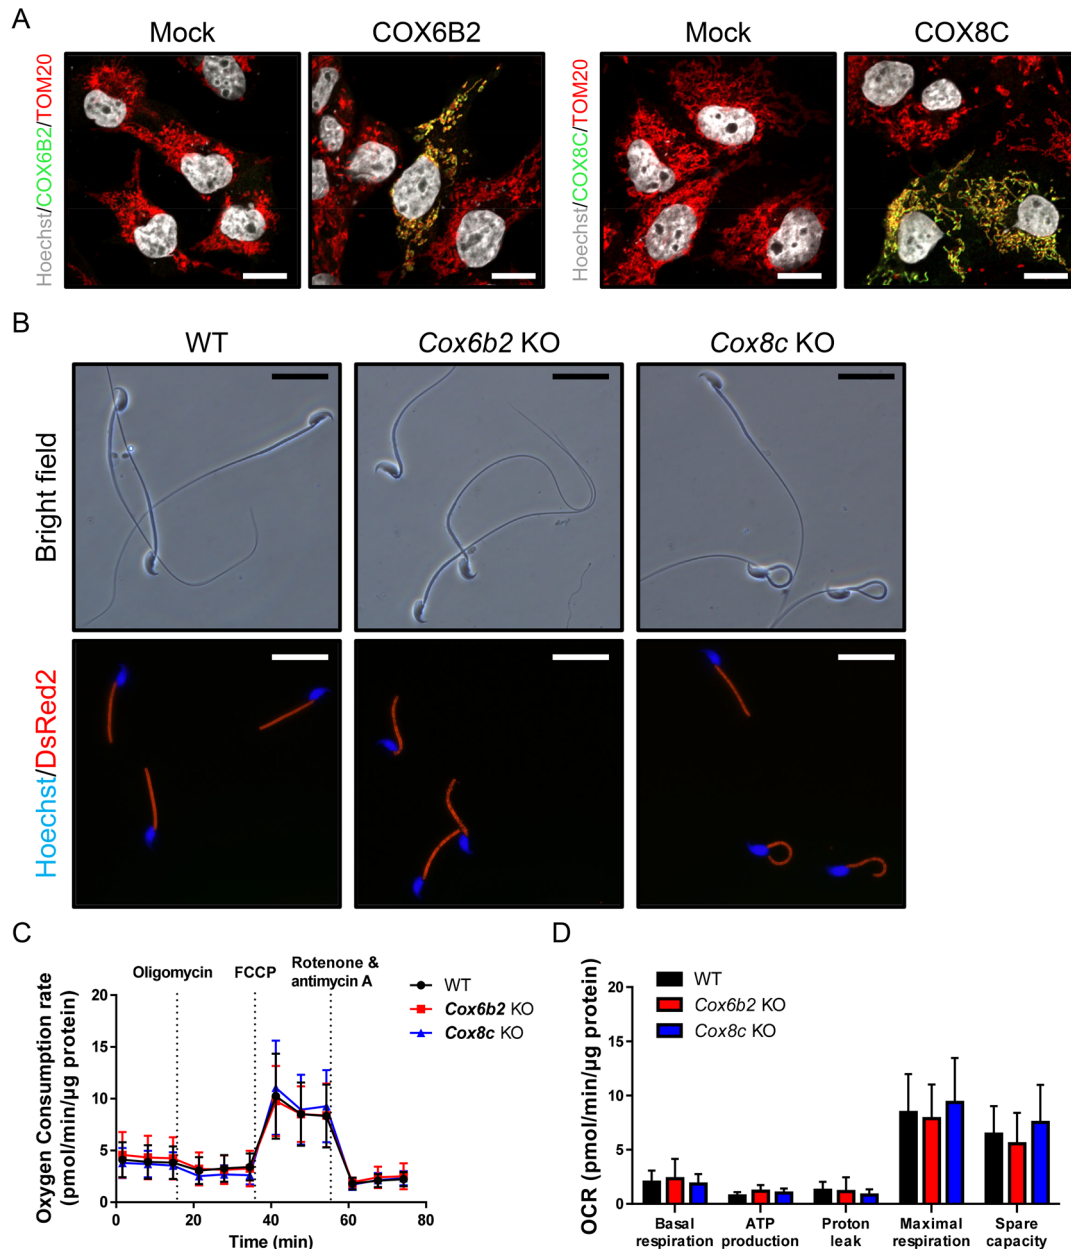 A
Mock
COX6B2
Mock
COX8C
Hoechst/COX6B2/TOM20
Hoechst/COX8C/TOM20
B
WT
Cox6b2 KO
Cox8c KO
Bright field
Hoechst/DsRed2
C
Oligomycin
FCCP
Rotenone &
antimycin A
WT
Cox6b2 KO
Cox8c KO
Oxygen Consumption rate
(pmol/min/µg protein)
20
15
10
5
0
0
20
40
60
80
Time (min)
D
WT
Cox6b2 KO
Cox8c KO
OCR (pmol/min/µg protein)
20
15
10
5
0
Basal
respiration
ATP
production
Proton
leak
Maximal
respiration
Spare
capacity